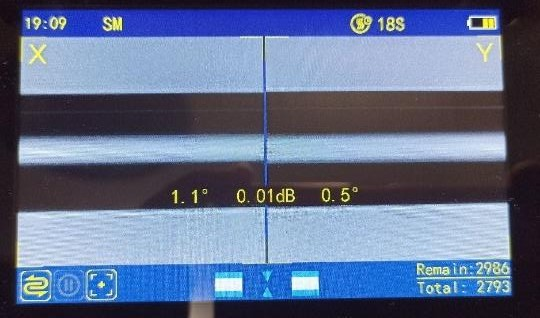 19:09 SM 18S
X Y
1.1° 0.01dB 0.5°
Remain:2986
Total: 2793